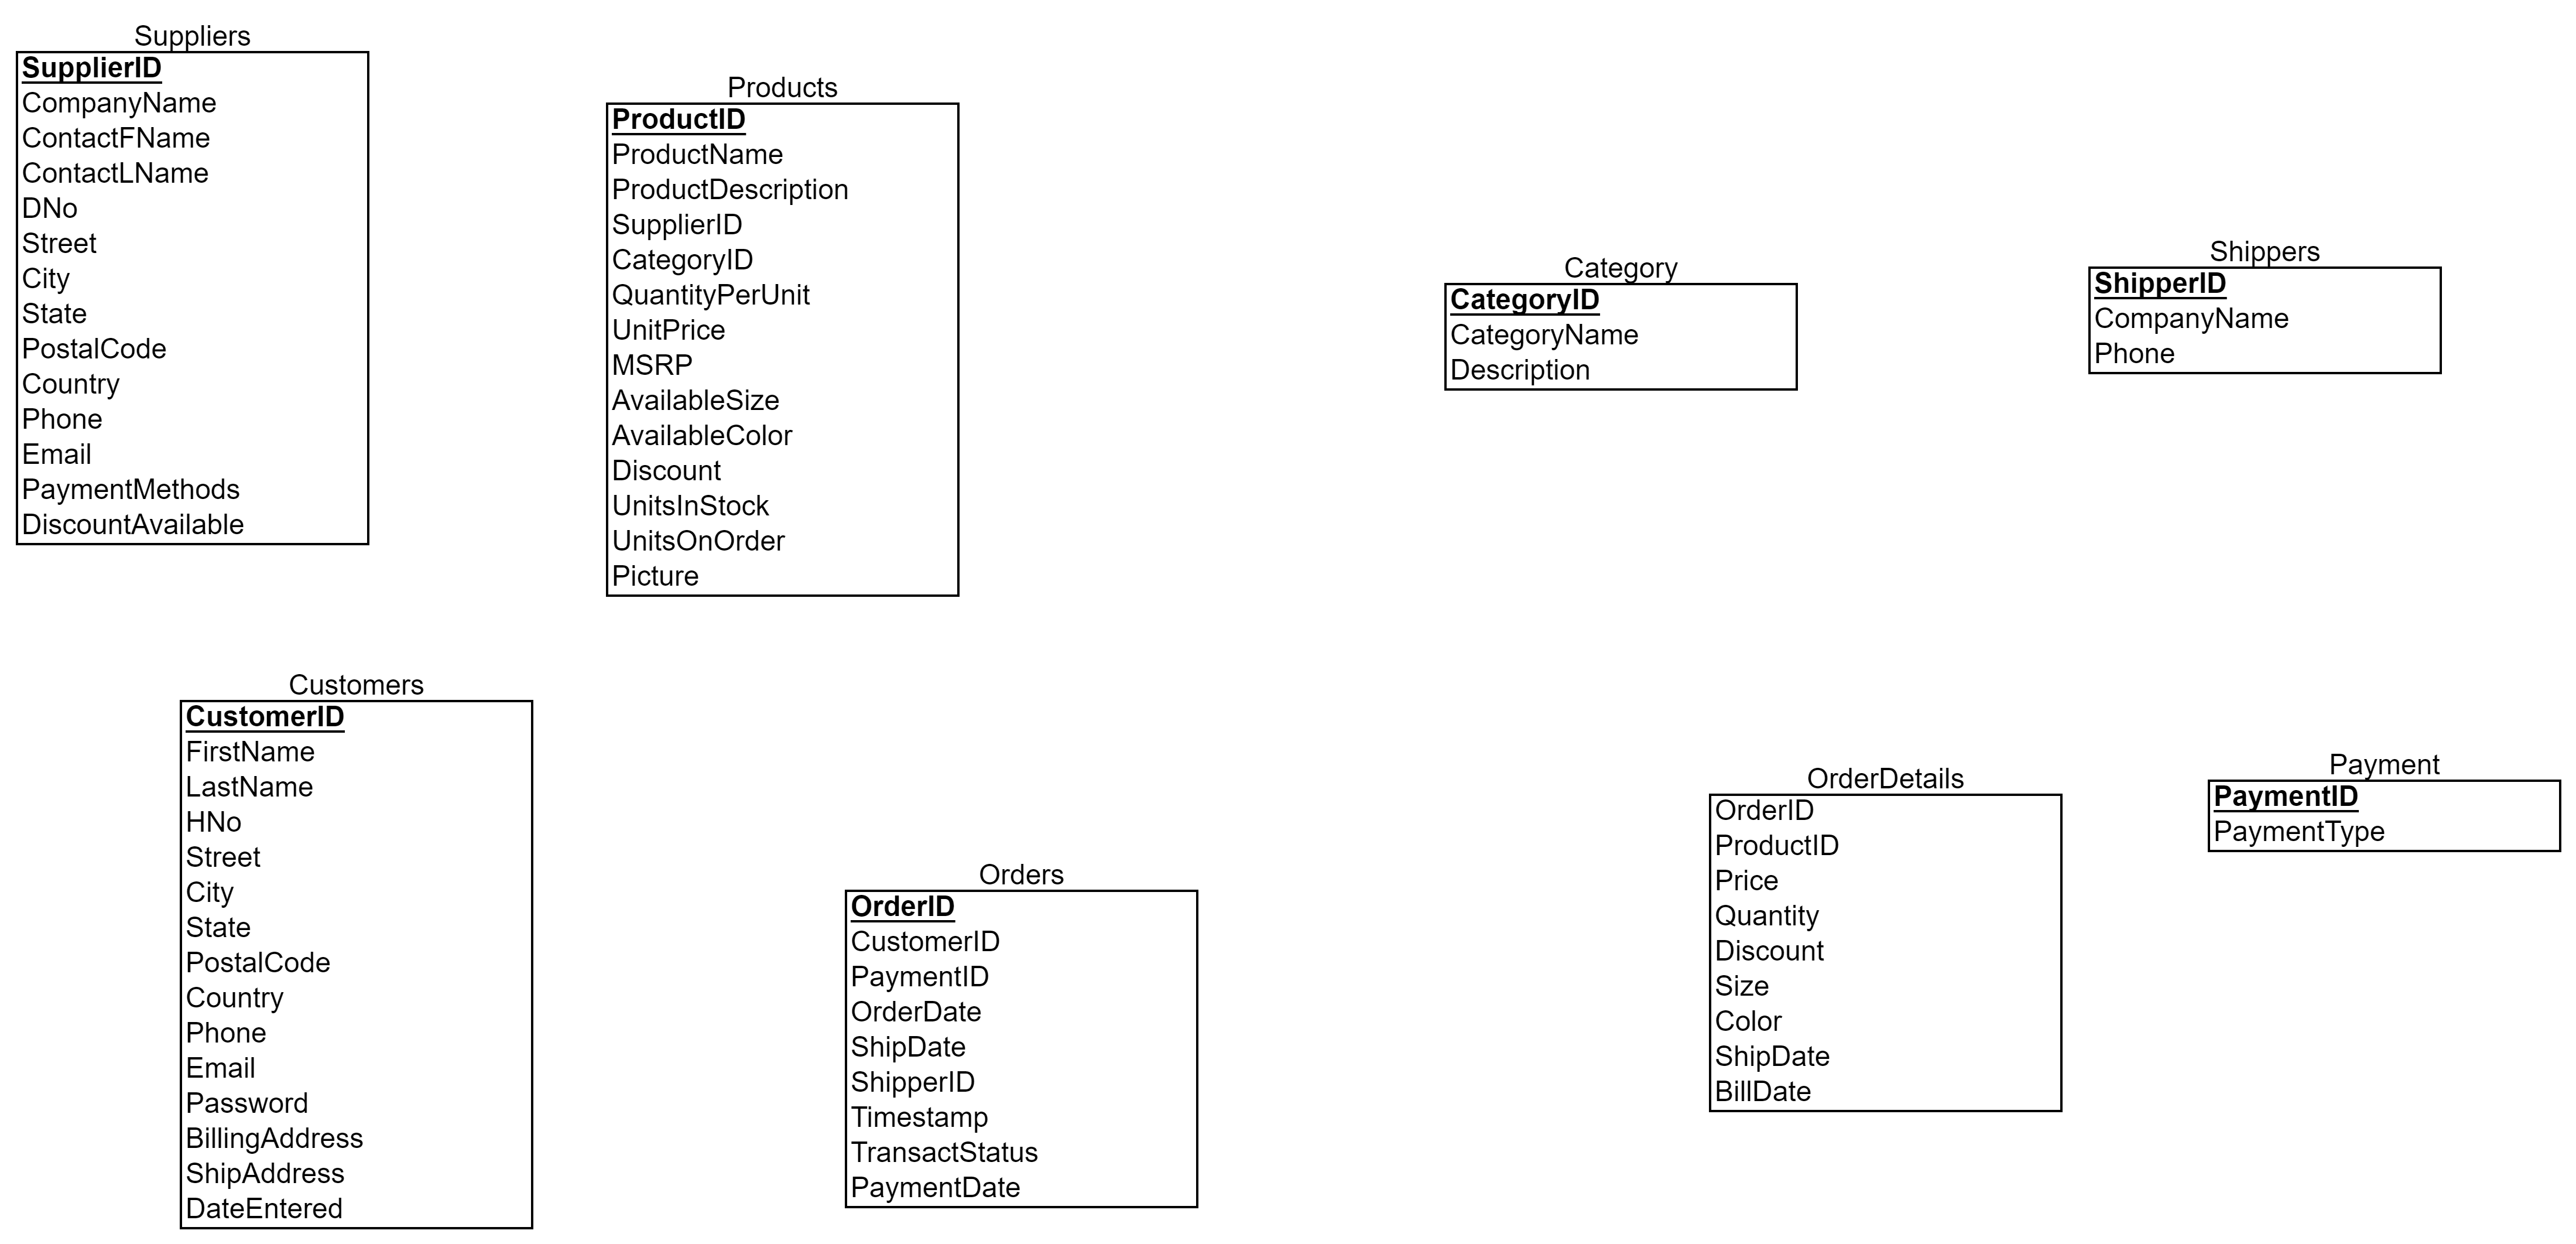 Suppliers
SupplierID
CompanyName
ContactFName
ContactLName
DNo
Street
City
State
PostalCode
Country
Phone
Email
PaymentMethods
DiscountAvailable
Products
ProductID
ProductName
ProductDescription
SupplierID
CategoryID
QuantityPerUnit
UnitPrice
MSRP
AvailableSize
AvailableColor
Discount
UnitsInStock
UnitsOnOrder
Picture
Category
CategoryID
CategoryName
Description
Shippers
ShipperID
CompanyName
Phone
Customers
CustomerID
FirstName
LastName
HNo
Street
City
State
PostalCode
Country
Phone
Email
Password
BillingAddress
ShipAddress
DateEntered
Orders
OrderID
CustomerID
PaymentID
OrderDate
ShipDate
ShipperID
Timestamp
TransactStatus
PaymentDate
OrderDetails
OrderID
ProductID
Price
Quantity
Discount
Size
Color
ShipDate
BillDate
Payment
PaymentID
PaymentType